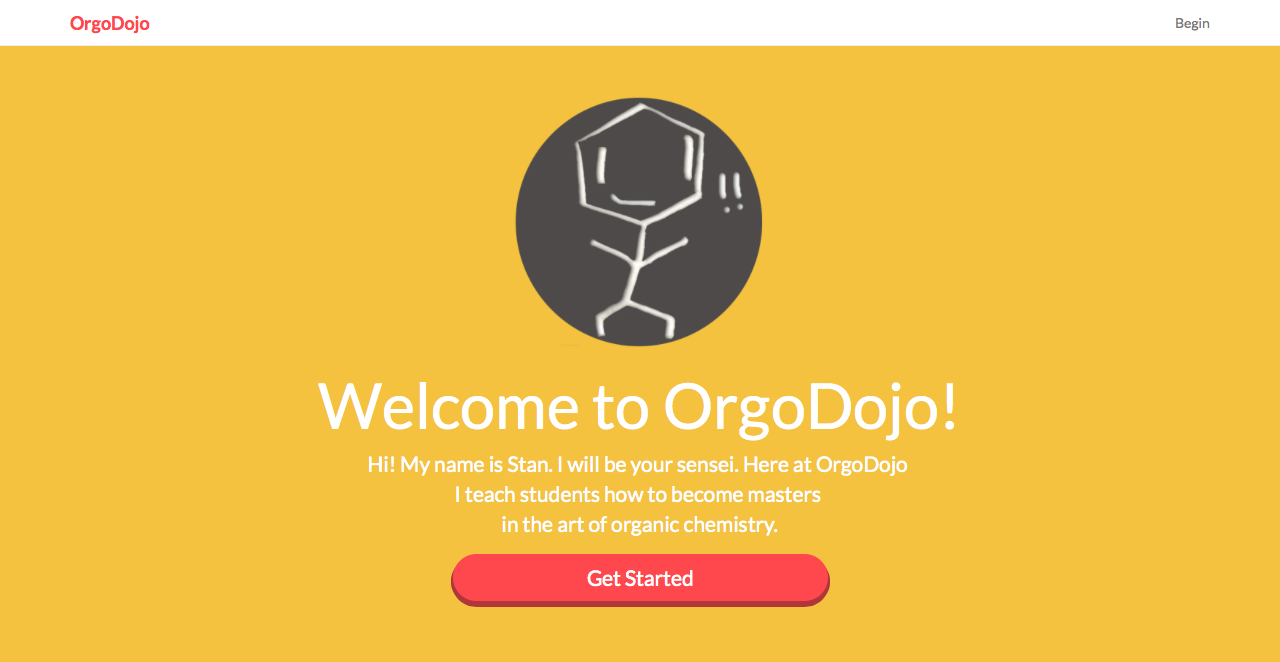 OrgoDojo
Begin
!!
Welcome to OrgoDojo!
Hi! My name is Stan. I will be your sensei. Here at OrgoDojo
I teach students how to become masters
in the art of organic chemistry.
Get Started